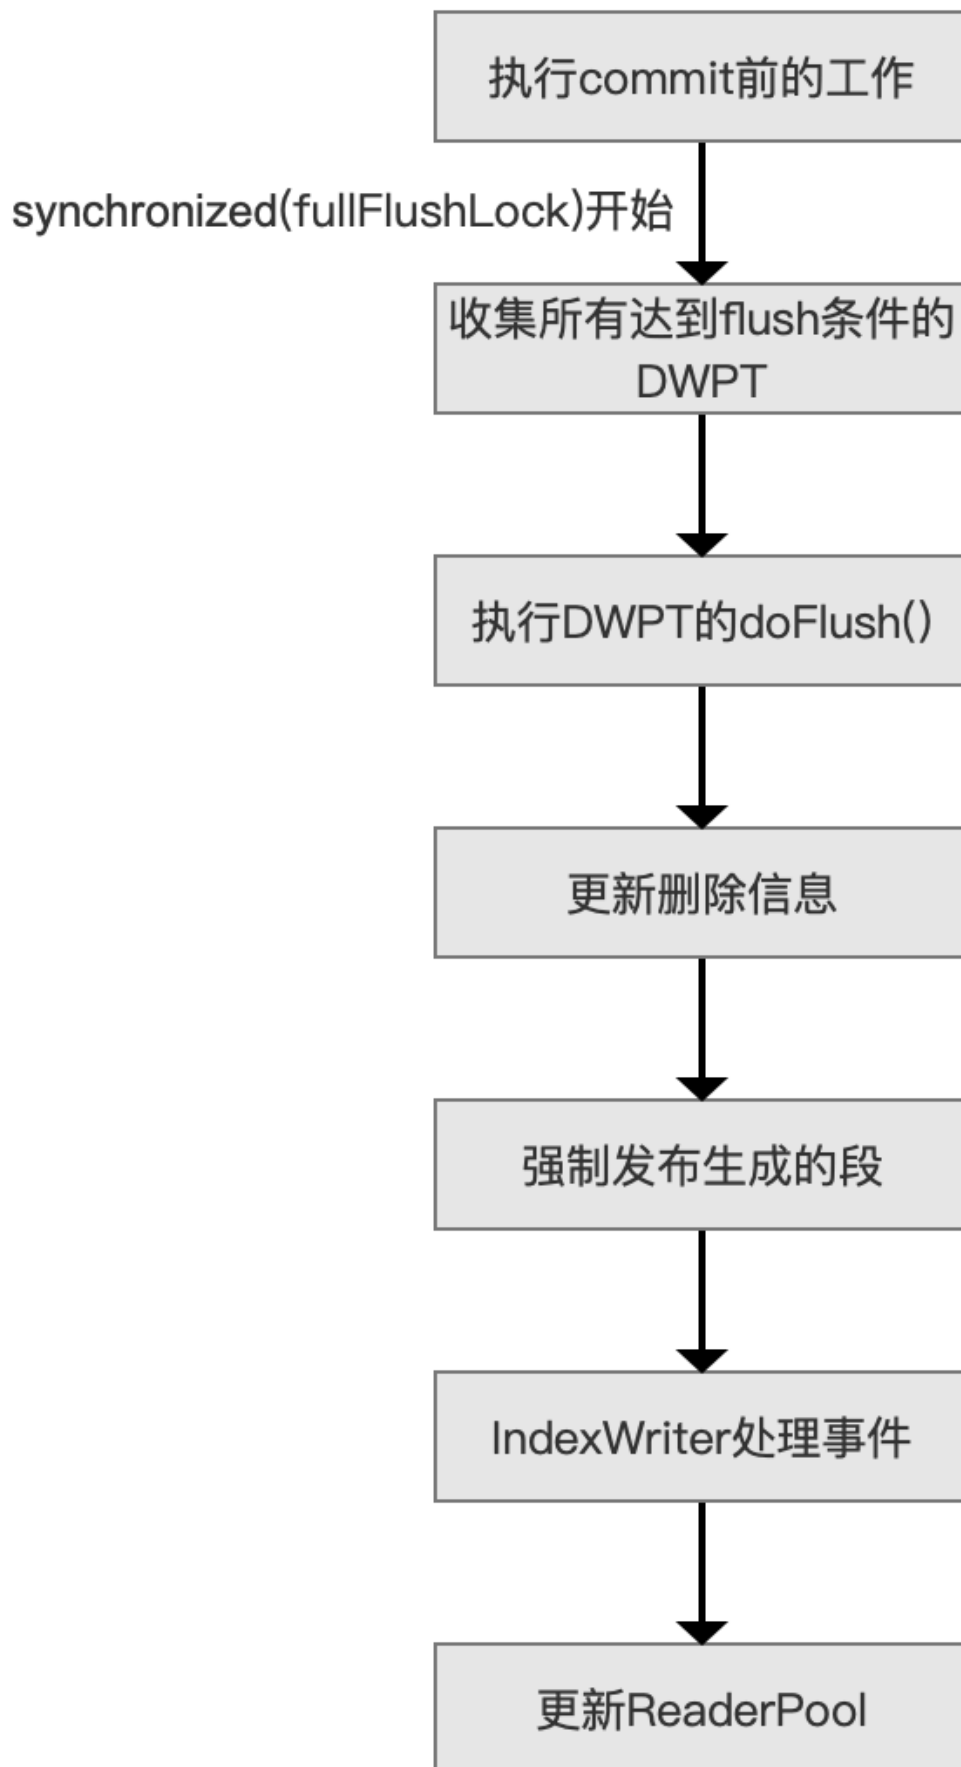 执行commit前的工作
synchronized(fullFlushLock)开始
收集所有达到flush条件的
DWPT
执行DWPT的doFlush()
更新删除信息
强制发布生成的段
IndexWriter处理事件
更新ReaderPool